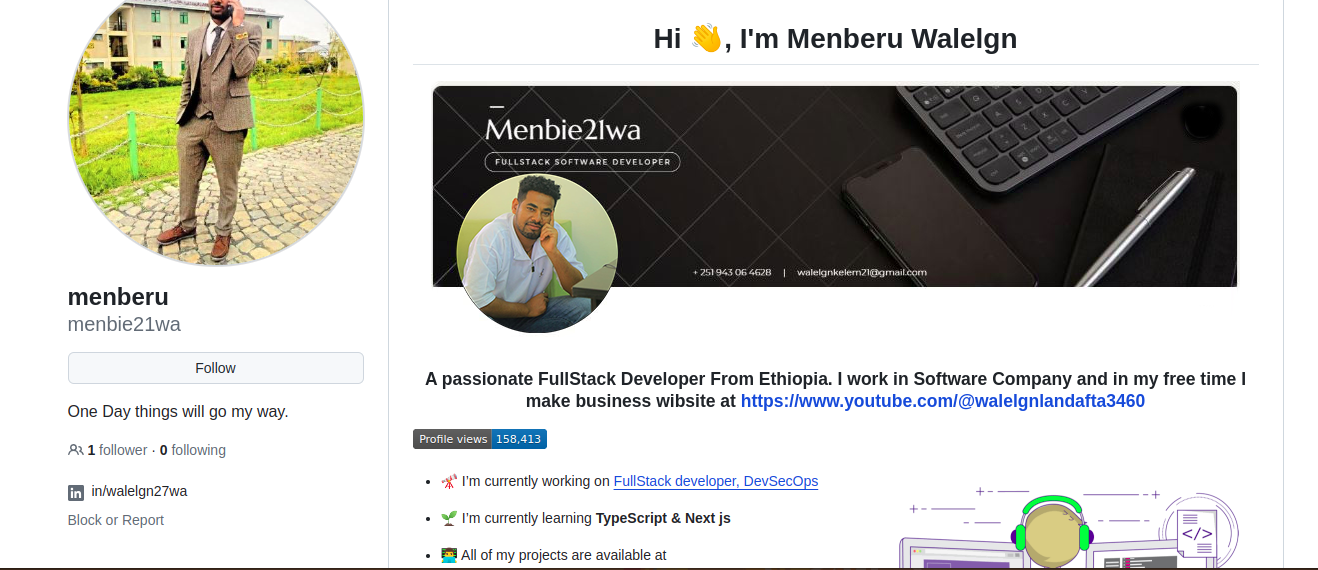 menberu
menbie21wa
Follow
One Day things will go my way.
1 follower · 0 following
in/walelgn27wa
Block or Report
Hi 👋, I'm Menberu Walelgn
Menbie21wa
FULLSTACK SOFTWARE DEVELOPER
+ 251 943 06 4628 | walelgnkelem21@gmail.com
A passionate FullStack Developer From Ethiopia. I work in Software Company and in my free time I
make business wibsite at https://www.youtube.com/@walelgnlandafta3460
Profile views 158,413
I'm currently working on FullStack developer, DevSecOps
I'm currently learning TypeScript & Next js
All of my projects are available at
</>